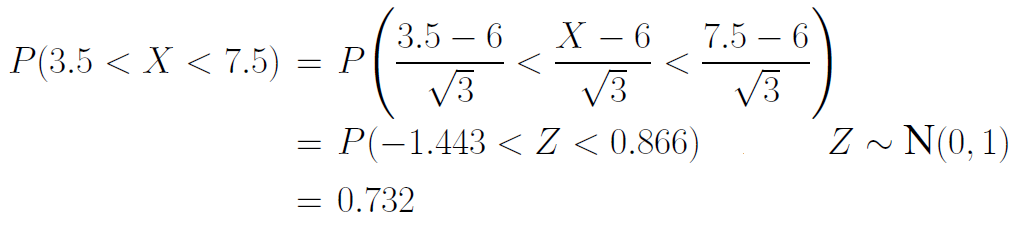 P(3.5 < X < 7.5) = P( (3.5 − 6)/√3 < (X − 6)/√3 < (7.5 − 6)/√3 )
= P(−1.443 < Z < 0.866) Z ∼ N(0, 1)
= 0.732